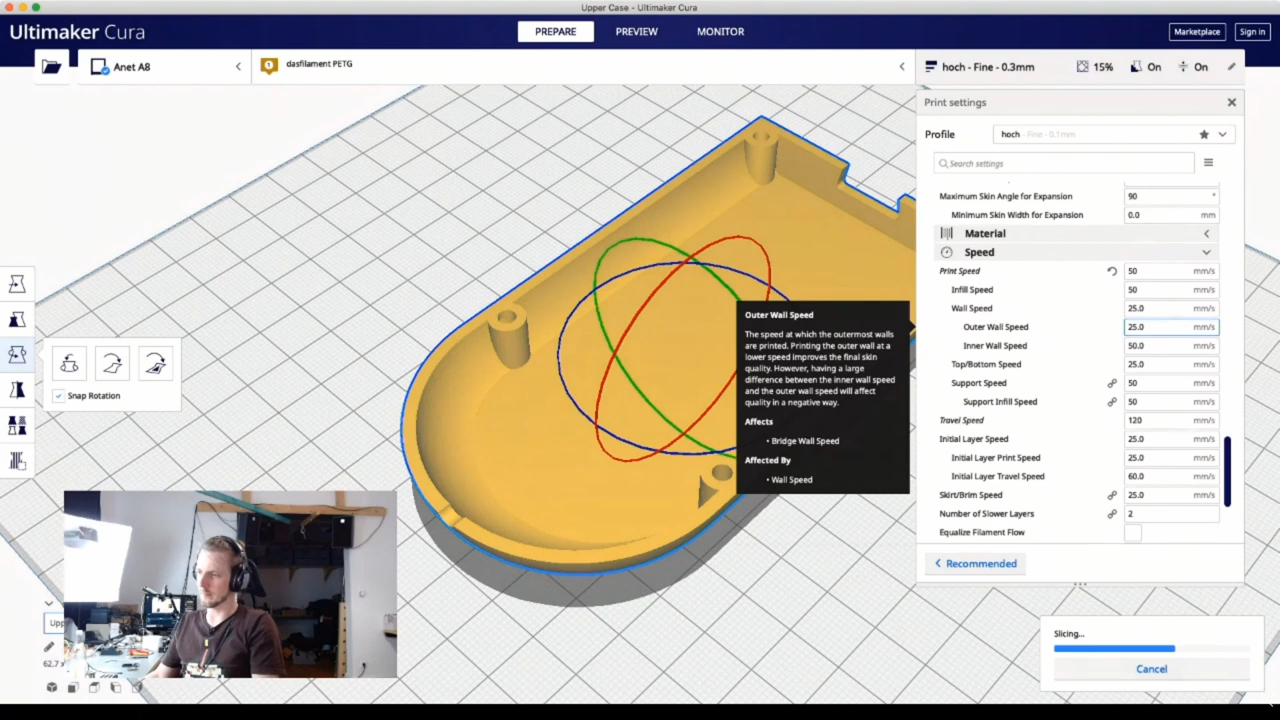 Upper Case - Ultimaker Cura
Ultimaker Cura
PREPARE
PREVIEW
MONITOR
Marketplace
Sign in
Anet A8
1
dasfilament PETG
hoch - Fine - 0.3mm
15%
On
On
Print settings
Profile
hoch - Fine - 0.1mm
Search settings
Maximum Skin Angle for Expansion
90
°
Minimum Skin Width for Expansion
0.0
mm
Material
Speed
Print Speed
50
mm/s
Infill Speed
50
mm/s
Wall Speed
25.0
mm/s
Outer Wall Speed
25.0
mm/s
Inner Wall Speed
50.0
mm/s
Top/Bottom Speed
25.0
mm/s
Support Speed
50
mm/s
Support Infill Speed
50
mm/s
Travel Speed
120
mm/s
Initial Layer Speed
25.0
mm/s
Initial Layer Print Speed
25.0
mm/s
Initial Layer Travel Speed
60.0
mm/s
Skirt/Brim Speed
25.0
mm/s
Number of Slower Layers
2
Equalize Filament Flow
Recommended
Outer Wall Speed
The speed at which the outermost walls
are printed. Printing the outer wall at a
lower speed improves the final skin
quality. However, having a large
difference between the inner wall speed
and the outer wall speed will affect
quality in a negative way.
Affects
• Bridge Wall Speed
Affected By
• Wall Speed
Snap Rotation
Upp
62.7
Slicing...
Cancel